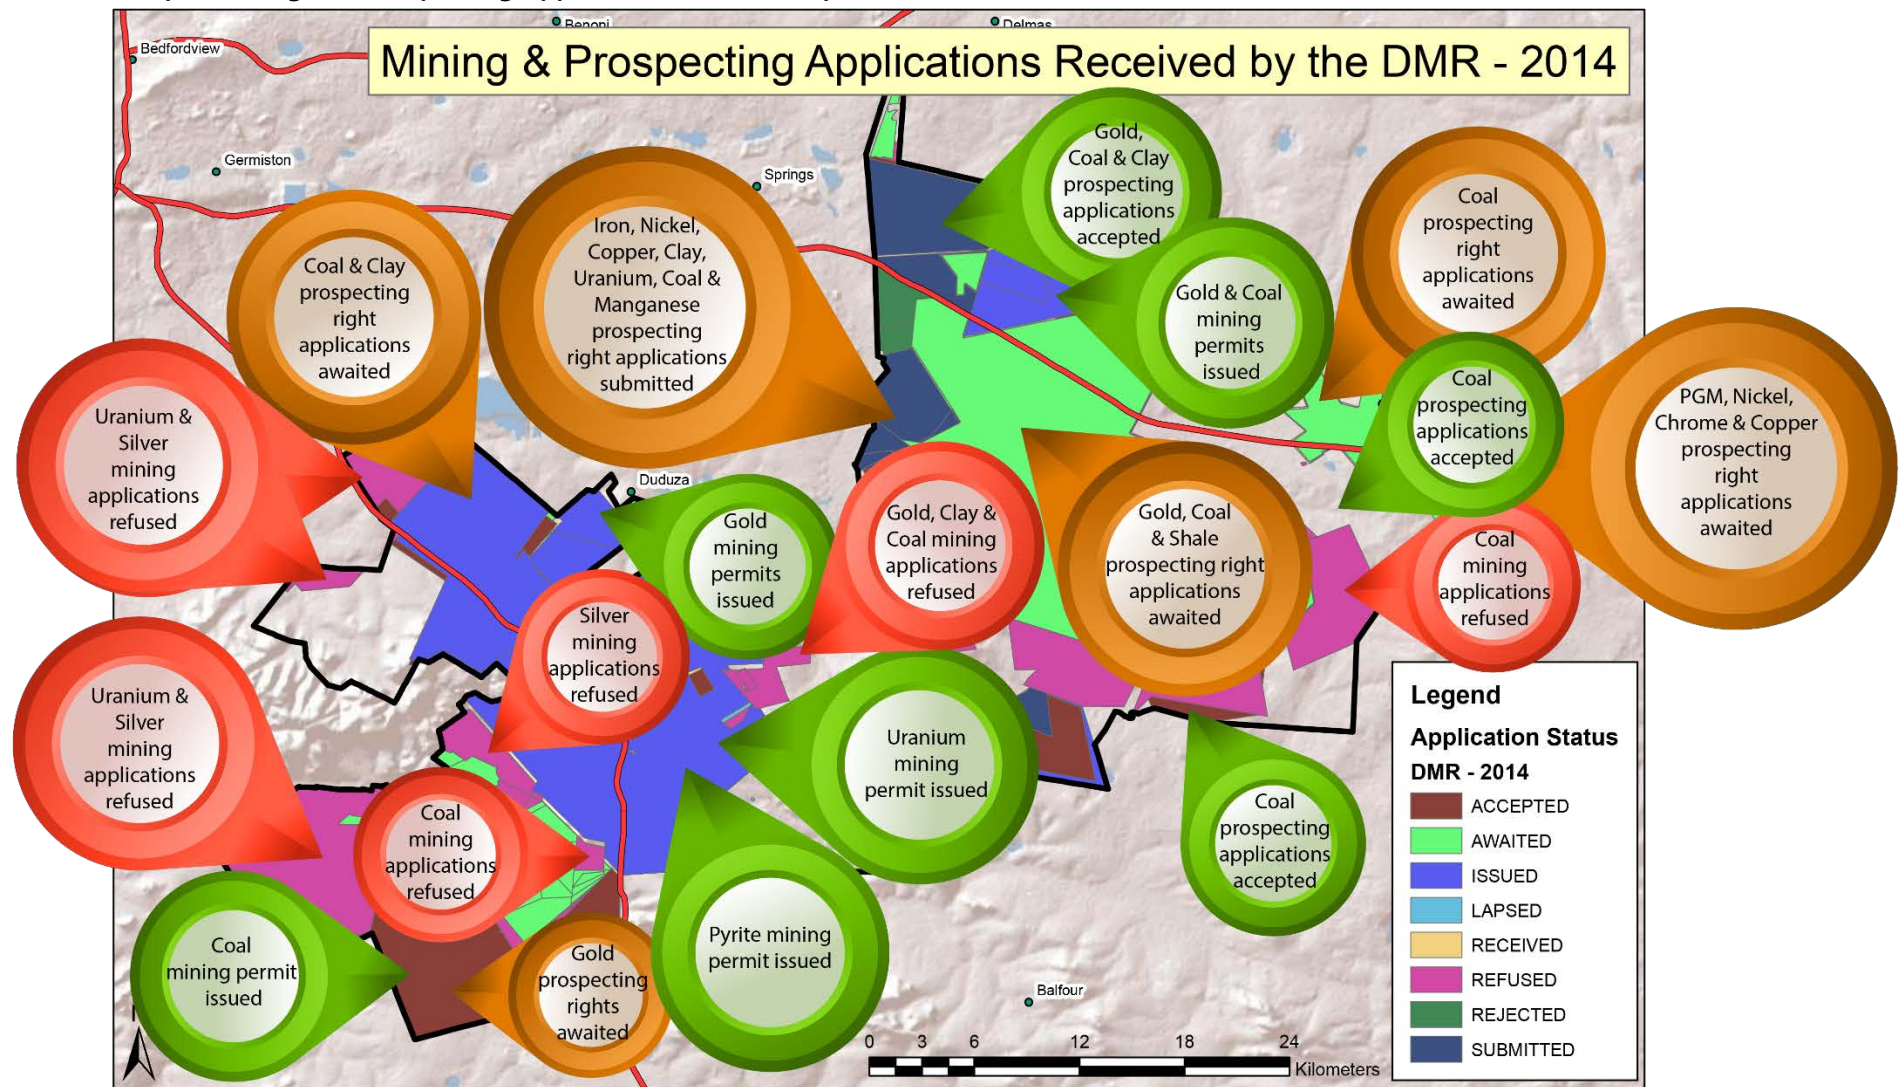 Benoni
Delmas
Bedfordview
Mining & Prospecting Applications Received by the DMR - 2014
Germiston
Springs
Gold,
Coal & Clay
prospecting
applications
accepted
Coal
prospecting
right
applications
awaited
Iron, Nickel,
Copper, Clay,
Uranium, Coal &
Manganese
prospecting
right applications
submitted
Coal & Clay
prospecting
right
applications
awaited
Gold & Coal
mining
permits
issued
Coal
prospecting
applications
accepted
PGM, Nickel,
Chrome & Copper
prospecting
right
applications
awaited
Uranium &
Silver
mining
applications
refused
Duduza
Gold
mining
permits
issued
Gold, Clay &
Coal mining
applications
refused
Gold, Coal
& Shale
prospecting right
applications
awaited
Coal
mining
applications
refused
Silver
mining
applications
refused
Uranium &
Silver
mining
applications
refused
Uranium
mining
permit issued
Coal
mining
applications
refused
Coal
prospecting
applications
accepted
Coal
mining permit
issued
Gold
prospecting
rights
awaited
Pyrite mining
permit issued
Balfour
0 3 6 12 18 24
Kilometers
Legend
Application Status
DMR - 2014
ACCEPTED
AWAITED
ISSUED
LAPSED
RECEIVED
REFUSED
REJECTED
SUBMITTED